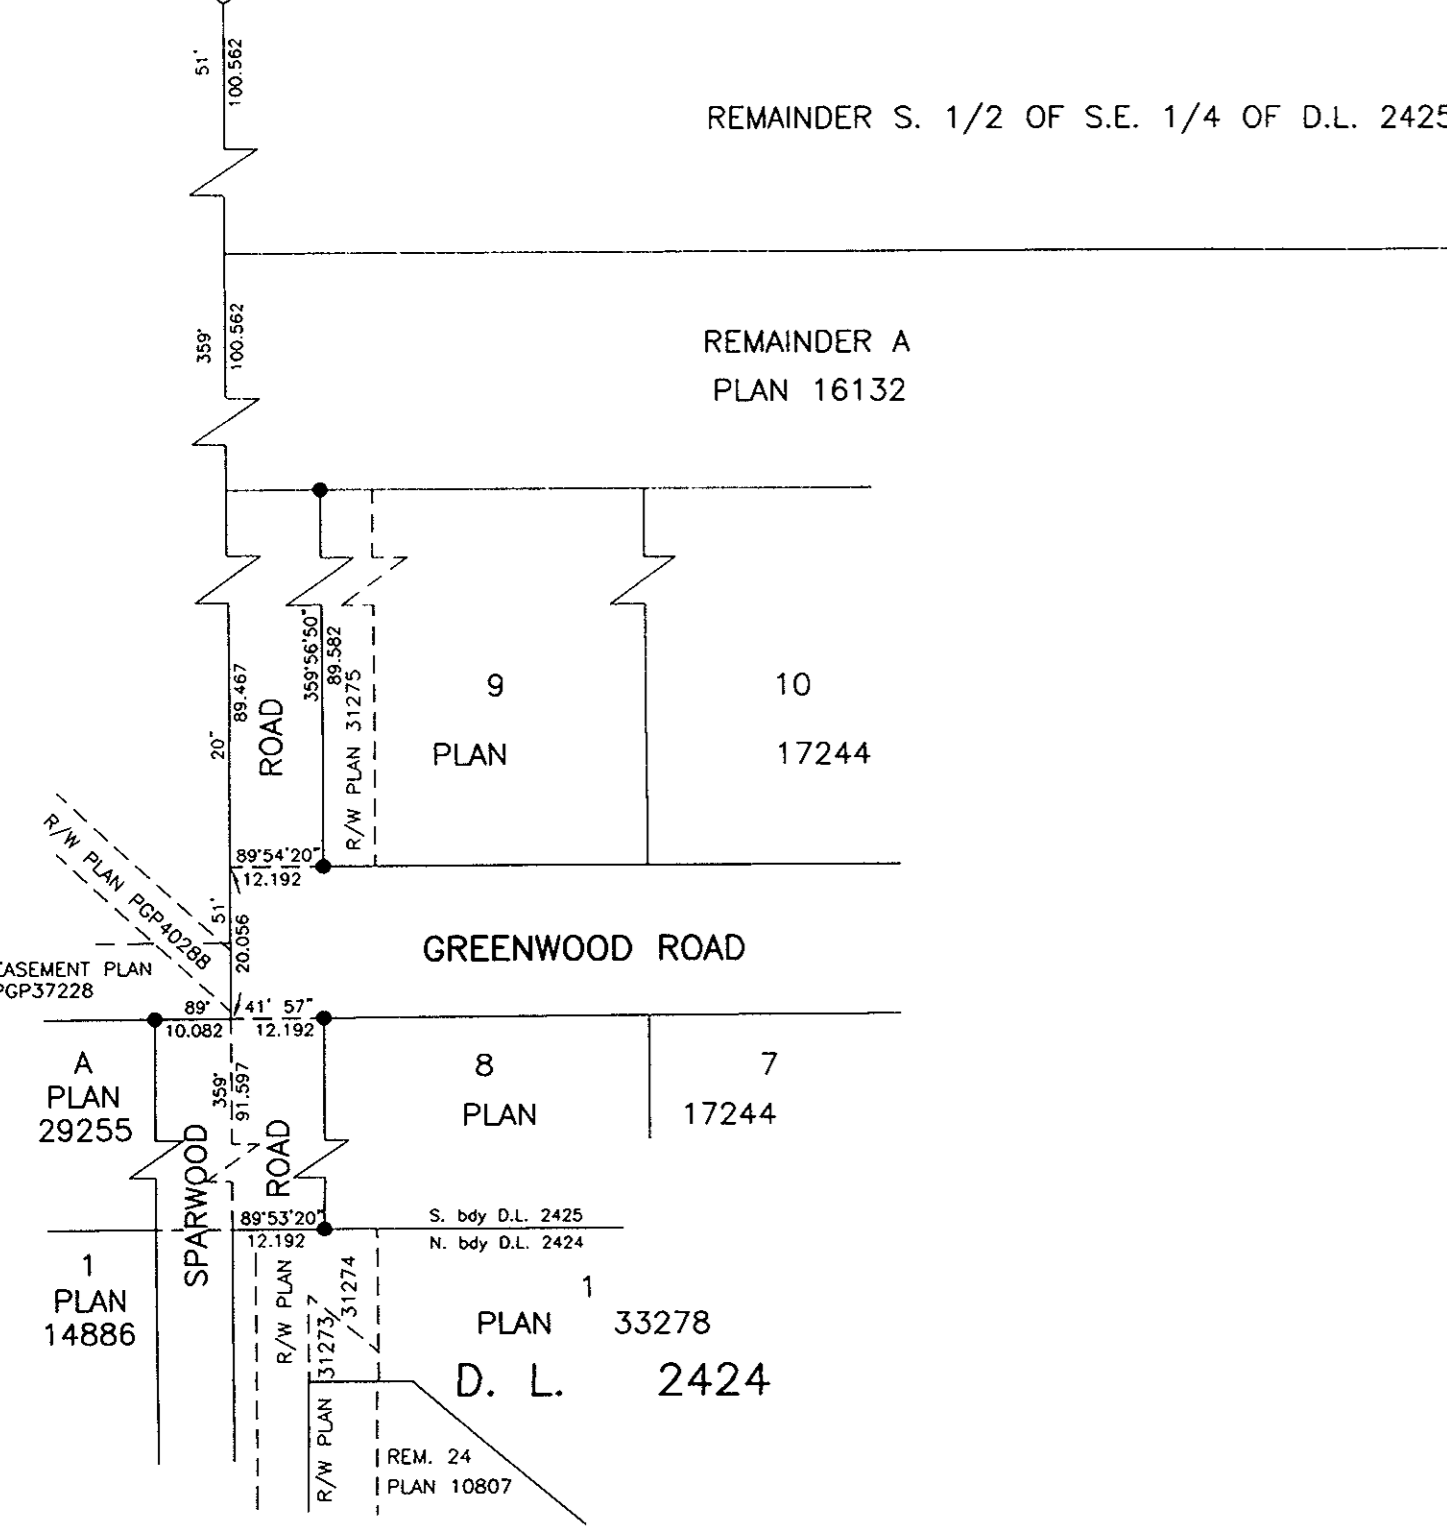 51'
100.562
REMAINDER S. 1/2 OF S.E. 1/4 OF D.L. 2425
359°
100.562
REMAINDER A
PLAN 16132
20"
89.467
ROAD
359°56'50"
89.582
R/W PLAN 31275
9
10
PLAN
17244
89°54'20"
12.192
R/W PLAN PGP40288
51'
20.056
GREENWOOD ROAD
EASEMENT PLAN
PGP37228
89° 41' 57"
10.082
12.192
A
PLAN
29255
359°
91.597
8
7
PLAN
17244
SPARWOOD
ROAD
89°53'20"
12.192
S. bdy D.L. 2425
N. bdy D.L. 2424
1
PLAN
14886
R/W PLAN
31274
R/W PLAN 31273
1
PLAN 33278
D. L. 2424
REM. 24
PLAN 10807